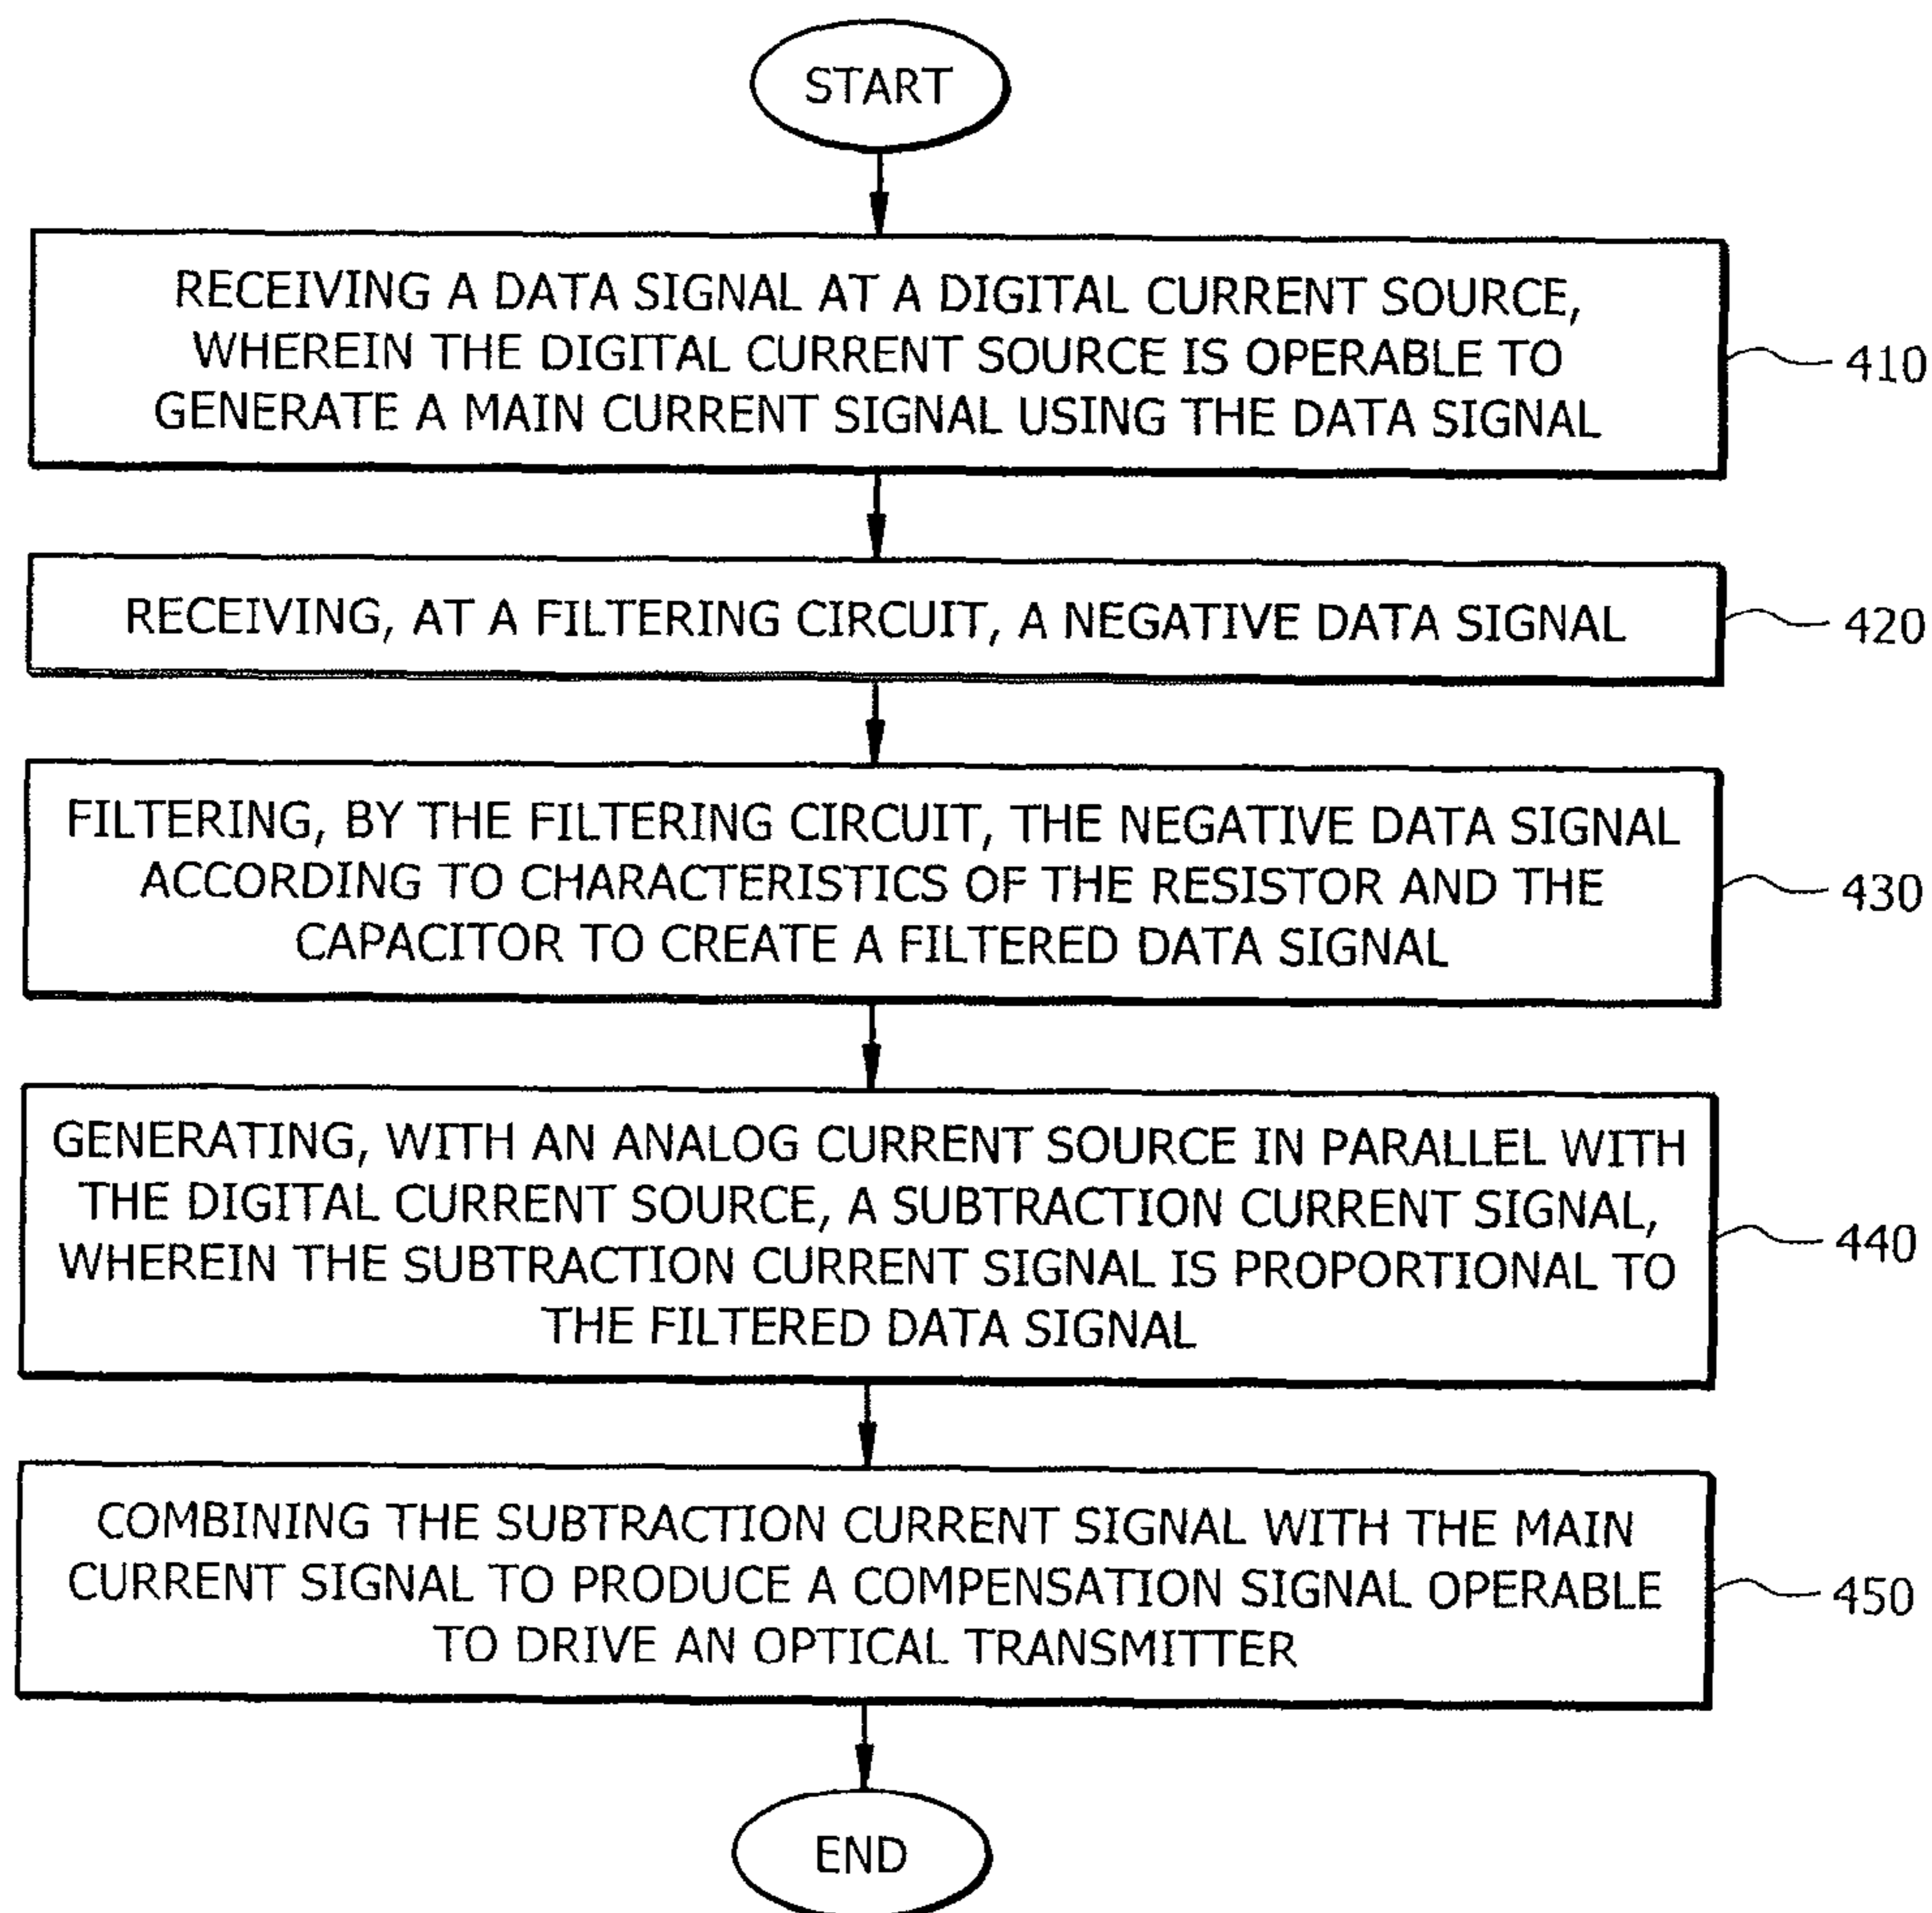 START
RECEIVING A DATA SIGNAL AT A DIGITAL CURRENT SOURCE,
WHEREIN THE DIGITAL CURRENT SOURCE IS OPERABLE TO
GENERATE A MAIN CURRENT SIGNAL USING THE DATA SIGNAL
410
RECEIVING, AT A FILTERING CIRCUIT, A NEGATIVE DATA SIGNAL
420
FILTERING, BY THE FILTERING CIRCUIT, THE NEGATIVE DATA SIGNAL
ACCORDING TO CHARACTERISTICS OF THE RESISTOR AND THE
CAPACITOR TO CREATE A FILTERED DATA SIGNAL
430
GENERATING, WITH AN ANALOG CURRENT SOURCE IN PARALLEL WITH
THE DIGITAL CURRENT SOURCE, A SUBTRACTION CURRENT SIGNAL,
WHEREIN THE SUBTRACTION CURRENT SIGNAL IS PROPORTIONAL TO
THE FILTERED DATA SIGNAL
440
COMBINING THE SUBTRACTION CURRENT SIGNAL WITH THE MAIN
CURRENT SIGNAL TO PRODUCE A COMPENSATION SIGNAL OPERABLE
TO DRIVE AN OPTICAL TRANSMITTER
450
END